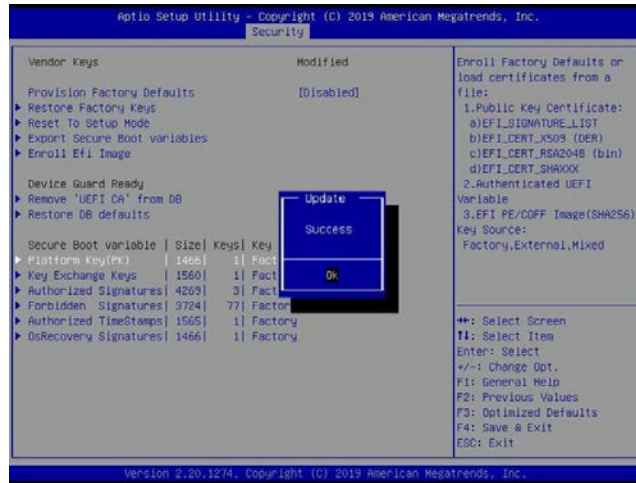 Aptio Setup Utility - Copyright (C) 2019 American Megatrends, Inc.
Security
Vendor Keys Modified
Provision Factory Defaults [Disabled]
Restore Factory Keys
Reset To Setup Mode
Export Secure Boot variables
Enroll Efi Image
Device Guard Ready
Remove 'UEFI CA' from DB
Restore DB defaults
Secure Boot variable | Size| Keys| Key
Platform Key(PK) | 1466| 1| Fact
Key Exchange Keys | 1560| 1| Fact
Authorized Signatures| 4269| 3| Fact
Forbidden Signatures| 3724| 77| Factor
Authorized TimeStamps| 1565| 1| Factory
OsRecovery Signatures| 1466| 1| Factory
Update
Success
Ok
Enroll Factory Defaults or
load certificates from a
file:
1.Public Key Certificate:
a)EFI_SIGNATURE_LIST
b)EFI_CERT_X509 (DER)
c)EFI_CERT_RSA2048 (bin)
d)EFI_CERT_SHAXXX
2.Authenticated UEFI
Variable
3.EFI PE/COFF Image(SHA256)
Key Source:
Factory,External,Mixed
↔: Select Screen
↑↓: Select Item
Enter: Select
+/-: Change Opt.
F1: General Help
F2: Previous Values
F3: Optimized Defaults
F4: Save & Exit
ESC: Exit
Version 2.20.1274. Copyright (C) 2019 American Megatrends, Inc.